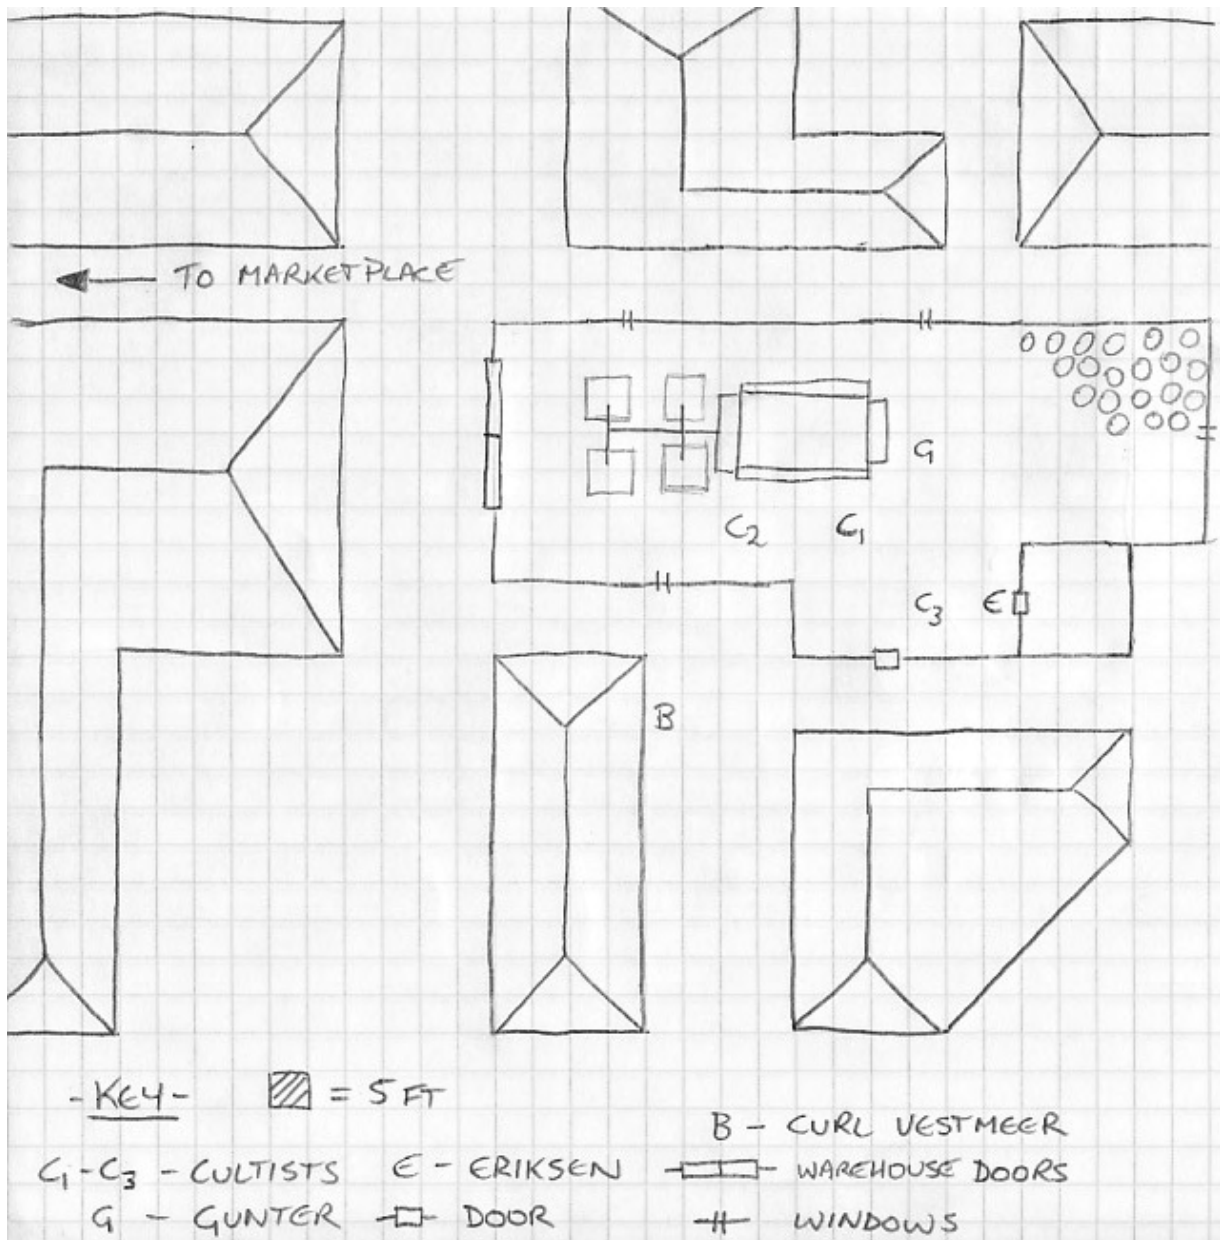 TO MARKETPLACE
G
C2 C1
C3 E
B
-KEY- = 5 FT
B - CURL VESTMEER
C1-C3 - CULTISTS E - ERIKSEN WAREHOUSE DOORS
G - GUNTER DOOR WINDOWS